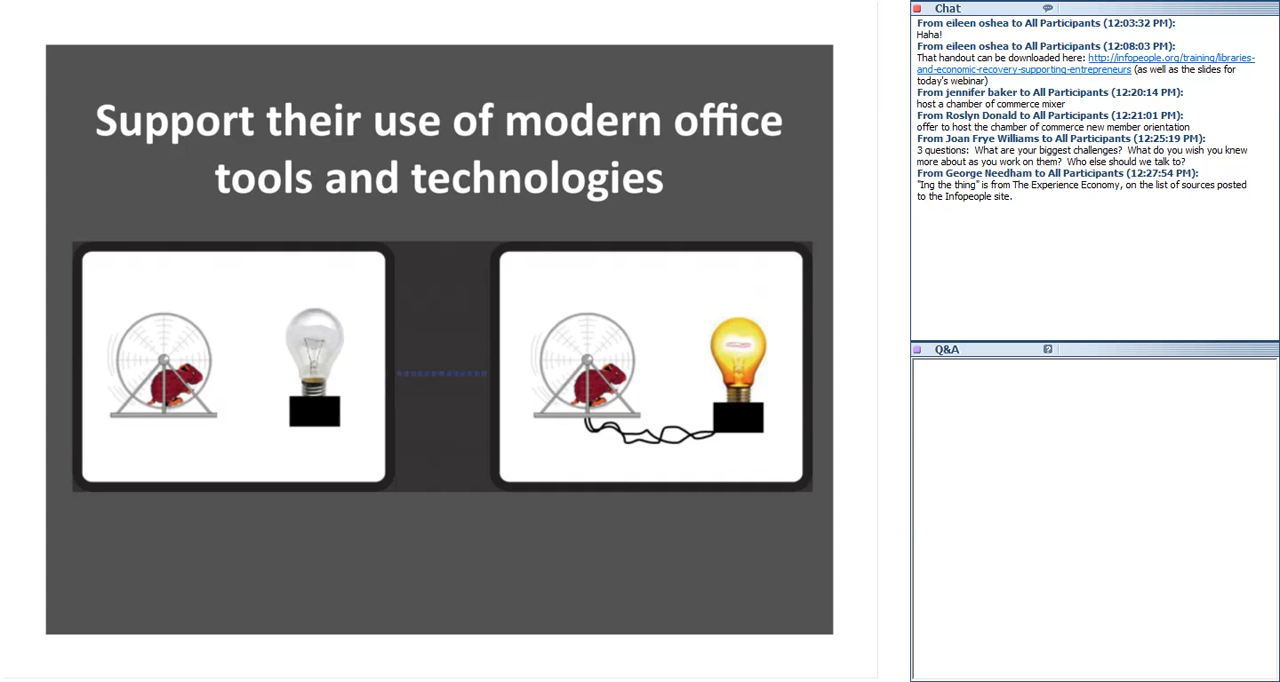 Support their use of modern office
tools and technologies
Chat
From eileen oshea to All Participants (12:03:32 PM):
Haha!
From eileen oshea to All Participants (12:08:03 PM):
That handout can be downloaded here: http://infopeople.org/training/libraries-
and-economic-recovery-supporting-entrepreneurs (as well as the slides for
today's webinar)
From jennifer baker to All Participants (12:20:14 PM):
host a chamber of commerce mixer
From Roslyn Donald to All Participants (12:21:01 PM):
offer to host the chamber of commerce new member orientation
From Joan Frye Williams to All Participants (12:25:19 PM):
3 questions:  What are your biggest challenges?  What do you wish you knew
more about as you work on them?  Who else should we talk to?
From George Needham to All Participants (12:27:54 PM):
"Ing the thing" is from The Experience Economy, on the list of sources posted
to the Infopeople site.
Q&A